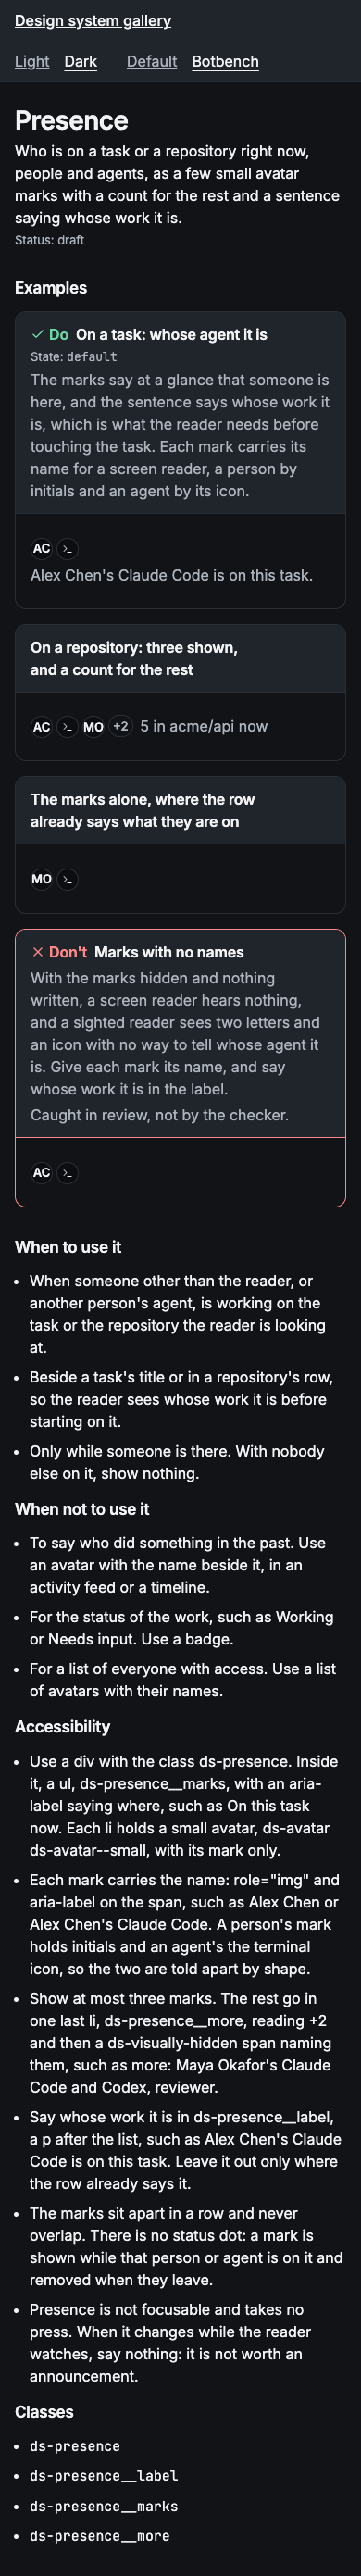 Design system gallery
Light Dark Default Botbench
Presence
Who is on a task or a repository right now,
people and agents, as a few small avatar
marks with a count for the rest and a sentence
saying whose work it is.
Status: draft
Examples
Do On a task: whose agent it is
State: default
The marks say at a glance that someone is
here, and the sentence says whose work it
is, which is what the reader needs before
touching the task. Each mark carries its
name for a screen reader, a person by
initials and an agent by its icon.
AC
Alex Chen's Claude Code is on this task.
On a repository: three shown,
and a count for the rest
AC MO +2 5 in acme/api now
The marks alone, where the row
already says what they are on
MO
Don't Marks with no names
With the marks hidden and nothing
written, a screen reader hears nothing,
and a sighted reader sees two letters and
an icon with no way to tell whose agent it
is. Give each mark its name, and say
whose work it is in the label.
Caught in review, not by the checker.
AC
When to use it
• When someone other than the reader, or
another person's agent, is working on the
task or the repository the reader is looking
at.
• Beside a task's title or in a repository's row,
so the reader sees whose work it is before
starting on it.
• Only while someone is there. With nobody
else on it, show nothing.
When not to use it
• To say who did something in the past. Use
an avatar with the name beside it, in an
activity feed or a timeline.
• For the status of the work, such as Working
or Needs input. Use a badge.
• For a list of everyone with access. Use a list
of avatars with their names.
Accessibility
• Use a div with the class ds-presence. Inside
it, a ul, ds-presence__marks, with an aria-
label saying where, such as On this task
now. Each li holds a small avatar, ds-avatar
ds-avatar--small, with its mark only.
• Each mark carries the name: role="img" and
aria-label on the span, such as Alex Chen or
Alex Chen's Claude Code. A person's mark
holds initials and an agent's the terminal
icon, so the two are told apart by shape.
• Show at most three marks. The rest go in
one last li, ds-presence__more, reading +2
and then a ds-visually-hidden span naming
them, such as more: Maya Okafor's Claude
Code and Codex, reviewer.
• Say whose work it is in ds-presence__label,
a p after the list, such as Alex Chen's Claude
Code is on this task. Leave it out only where
the row already says it.
• The marks sit apart in a row and never
overlap. There is no status dot: a mark is
shown while that person or agent is on it and
removed when they leave.
• Presence is not focusable and takes no
press. When it changes while the reader
watches, say nothing: it is not worth an
announcement.
Classes
• ds-presence
• ds-presence__label
• ds-presence__marks
• ds-presence__more